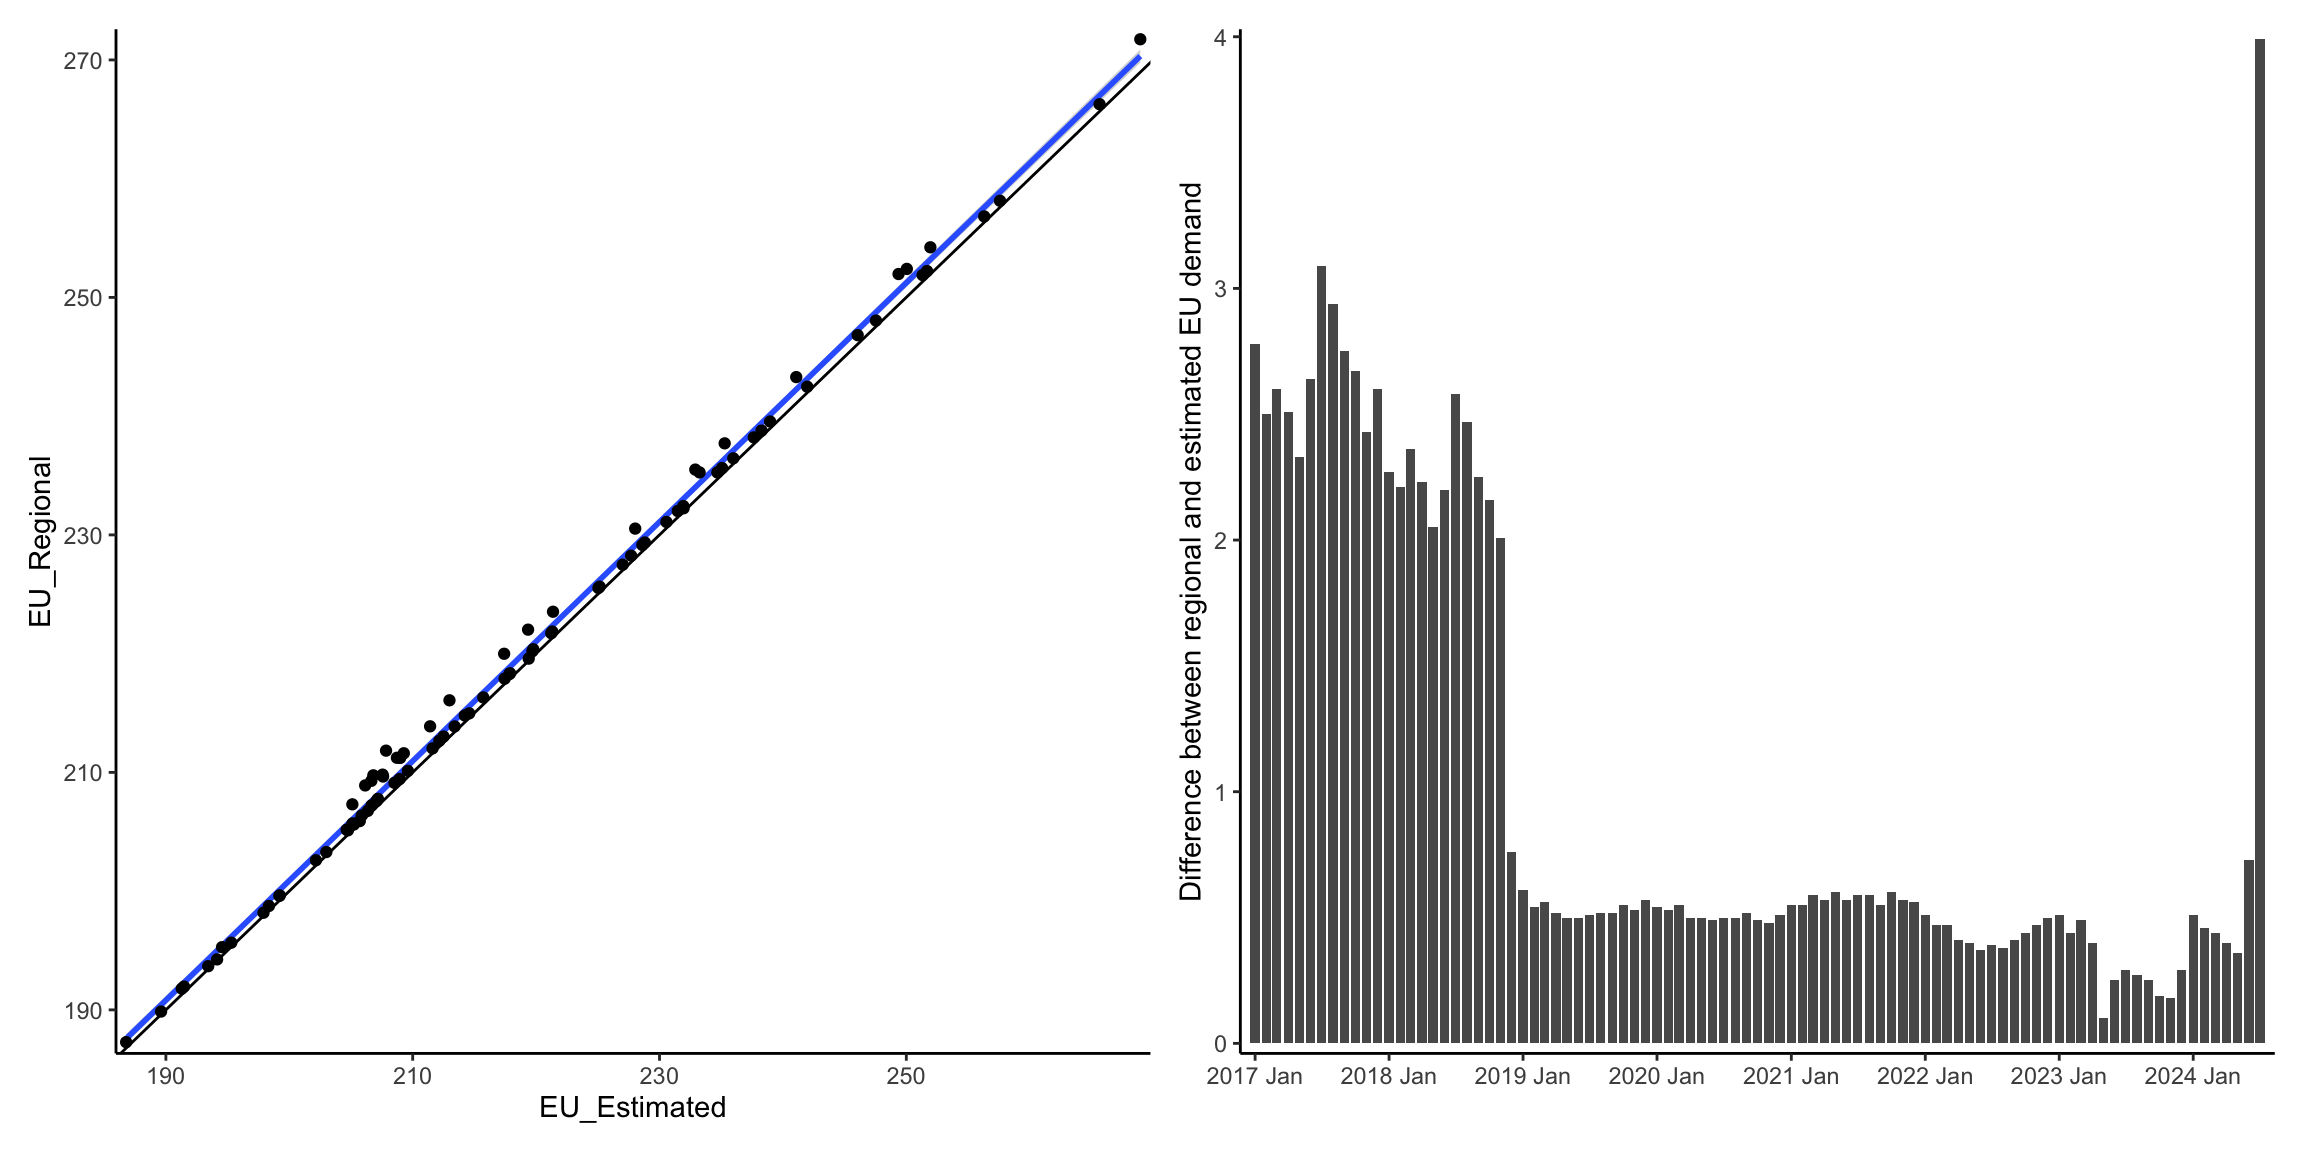 EU_Regional
270
250
230
210
190
190
210
230
250
EU_Estimated
Difference between regional and estimated EU demand
4
3
2
1
0
2017 Jan
2018 Jan
2019 Jan
2020 Jan
2021 Jan
2022 Jan
2023 Jan
2024 Jan